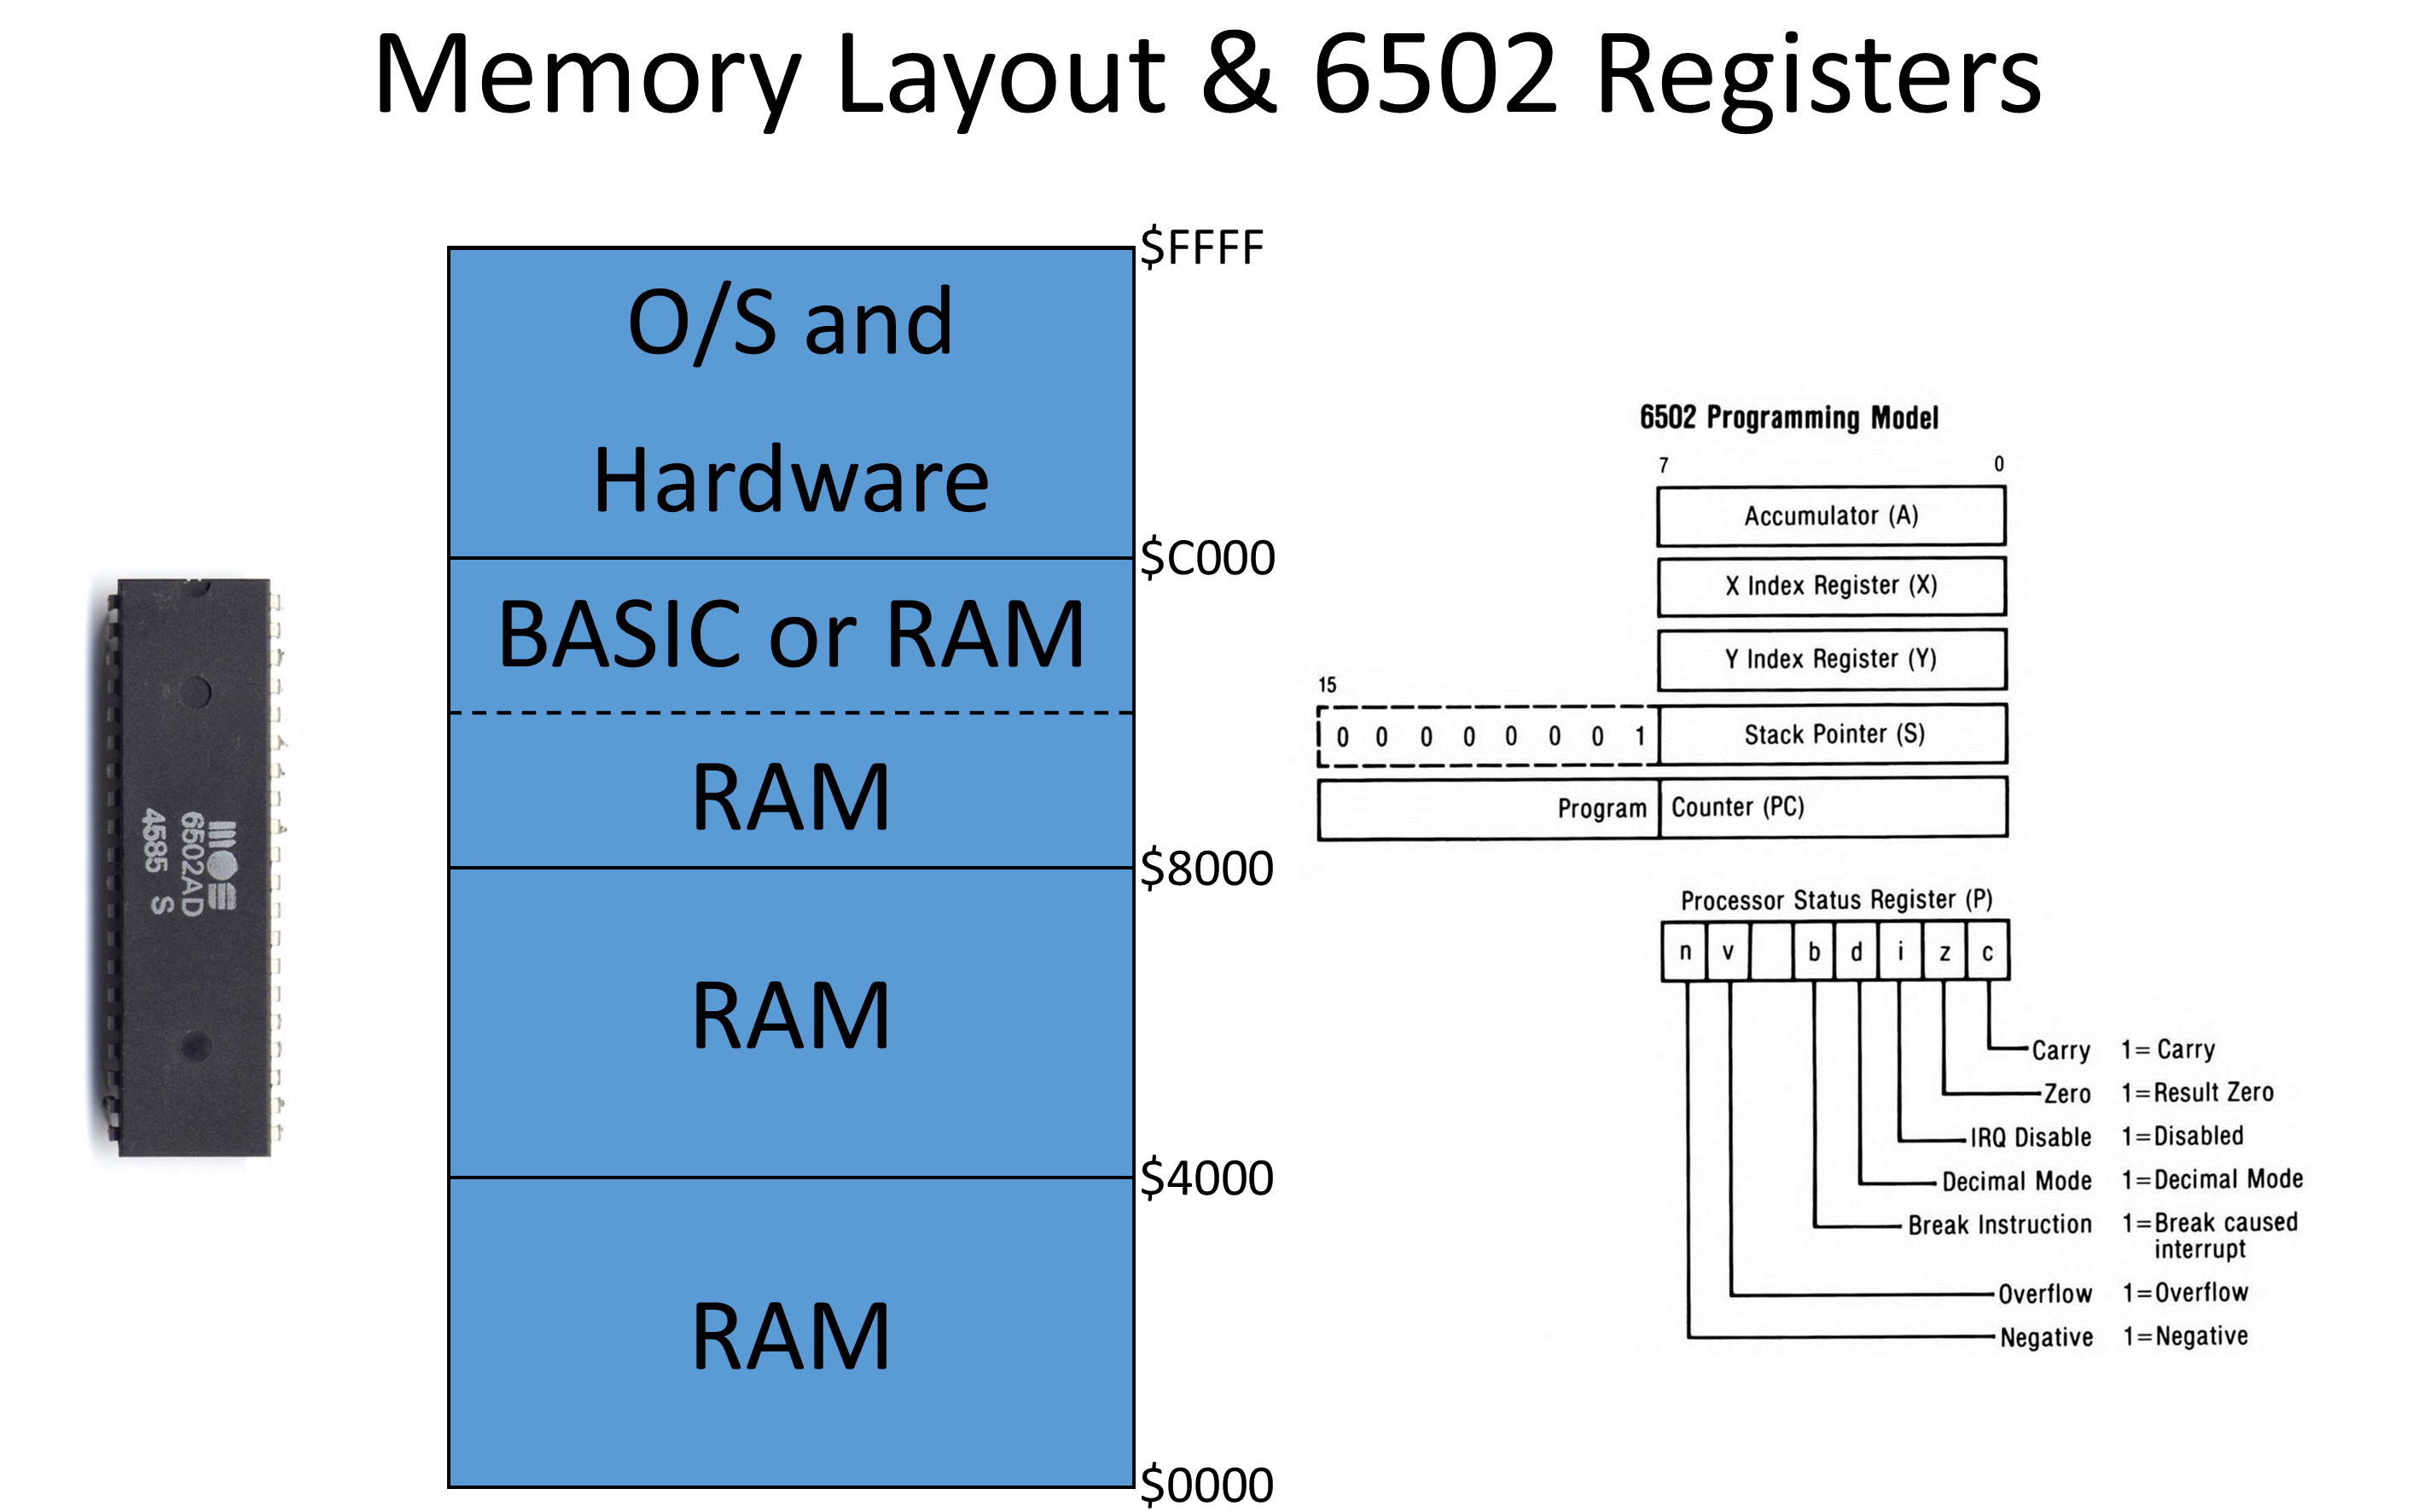 Memory Layout & 6502 Registers
$FFFF
O/S and
Hardware
$C000
BASIC or RAM
RAM
$8000
RAM
$4000
RAM
$0000
MOS
6502AD
4585 S
6502 Programming Model
7 0
Accumulator (A)
X Index Register (X)
Y Index Register (Y)
15
0 0 0 0 0 0 0 1 Stack Pointer (S)
Program Counter (PC)
Processor Status Register (P)
n v b d i z c
Carry 1= Carry
Zero 1=Result Zero
IRQ Disable 1=Disabled
Decimal Mode 1=Decimal Mode
Break Instruction 1=Break caused
interrupt
Overflow 1=Overflow
Negative 1=Negative